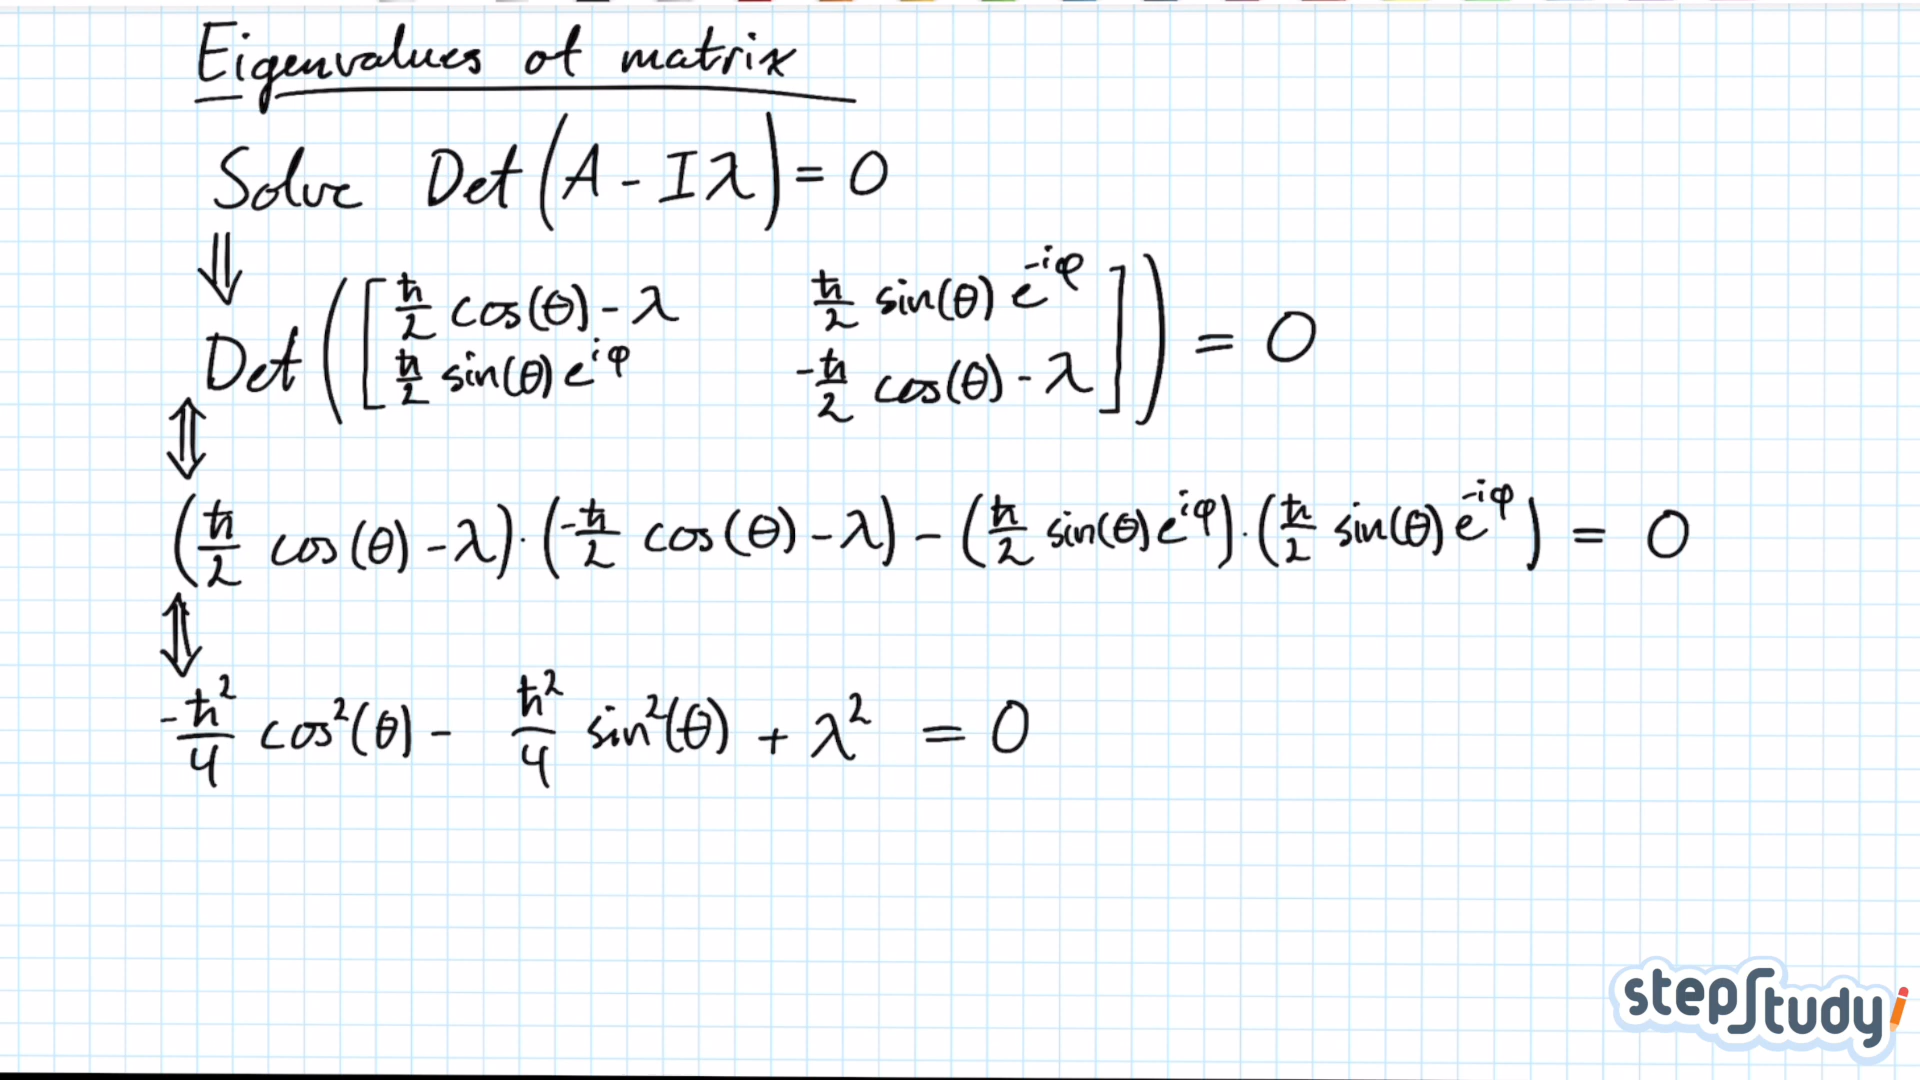 Eigenvalues of matrix
Solve Det(A - Iλ) = 0
⇓
Det([ħ/2 cos(θ) - λ    ħ/2 sin(θ) e^-iφ
ħ/2 sin(θ) e^iφ    -ħ/2 cos(θ) - λ]) = 0
⇕
(ħ/2 cos(θ) - λ)·(-ħ/2 cos(θ) - λ) - (ħ/2 sin(θ) e^iφ)·(ħ/2 sin(θ) e^-iφ) = 0
⇕
-ħ²/4 cos²(θ) - ħ²/4 sin²(θ) + λ² = 0
stepStudy